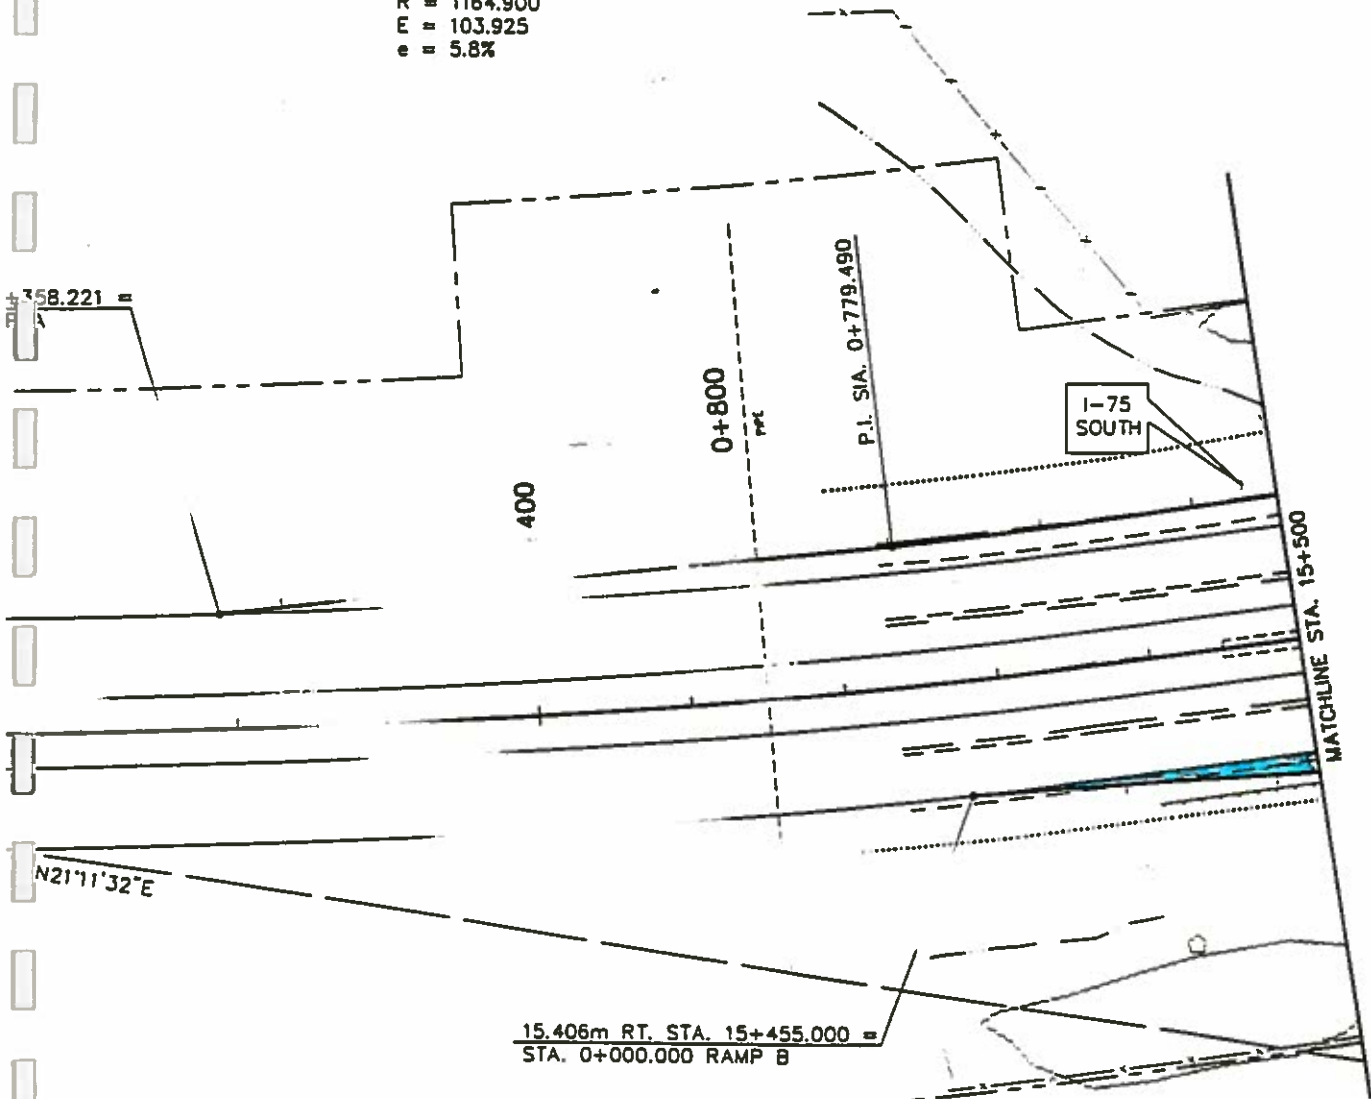 R = 1164.900
E = 103.925
e = 5.8%
+358.221 =
0+800
P.I. STA. 0+779.490
I-75
SOUTH
400
MATCHLINE STA. 15+500
N21°11'32"E
15.406m RT. STA. 15+455.000 =
STA. 0+000.000 RAMP B